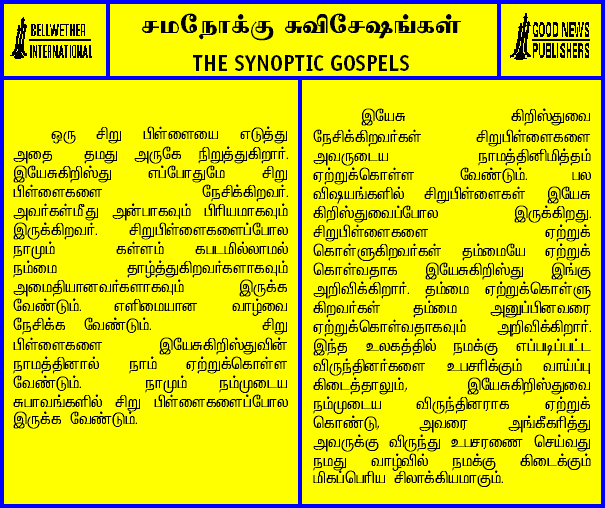 BELLWETHER
INTERNATIONAL
சமநோக்கு சுவிசேஷங்கள்
THE SYNOPTIC GOSPELS
GOOD NEWS
PUBLISHERS
ஒரு சிறு பிள்ளையை எடுத்து
அதை தமது அருகே நிறுத்துகிறார்.
இயேசுகிறிஸ்து எப்போதுமே சிறு
பிள்ளைகளை நேசிக்கிறவர்.
அவர்கள்மீது அன்பாகவும் பிரியமாகவும்
இருக்கிறவர். சிறுபிள்ளைகளைப்போல
நாமும் கள்ளம் கபடமில்லாமல்
நம்மை தாழ்த்துகிறவர்களாகவும்
அமைதியானவர்களாகவும் இருக்க
வேண்டும். எளிமையான வாழ்வை
நேசிக்க வேண்டும். சிறு
பிள்ளைகளை இயேசுகிறிஸ்துவின்
நாமத்தினால் நாம் ஏற்றுக்கொள்ள
வேண்டும். நாமும் நம்முடைய
சுபாவங்களில் சிறு பிள்ளைகளைப்போல
இருக்க வேண்டும்.
இயேசு கிறிஸ்துவை
நேசிக்கிறவர்கள் சிறுபிள்ளைகளை
அவருடைய நாமத்தினிமித்தம்
ஏற்றுக்கொள்ள வேண்டும். பல
விஷயங்களில் சிறுபிள்ளைகள் இயேசு
கிறிஸ்துவைப்போல இருக்கிறது.
சிறுபிள்ளைகளை ஏற்றுக்
கொள்ளுகிறவர்கள் தம்மையே ஏற்றுக்
கொள்வதாக இயேசுகிறிஸ்து இங்கு
அறிவிக்கிறார். தம்மை ஏற்றுக்கொள்ளு
கிறவர்கள் தம்மை அனுப்பினவரை
ஏற்றுக்கொள்வதாகவும் அறிவிக்கிறார்.
இந்த உலகத்தில் நமக்கு எப்படிப்பட்ட
விருந்தினர்களை உபசரிக்கும் வாய்ப்பு
கிடைத்தாலும், இயேசுகிறிஸ்துவை
நம்முடைய விருந்தினராக ஏற்றுக்
கொண்டு, அவரை அங்கீகரித்து
அவருக்கு விருந்து உபசரணை செய்வது
நமது வாழ்வில் நமக்கு கிடைக்கும்
மிகப்பெரிய சிலாக்கியமாகும்.